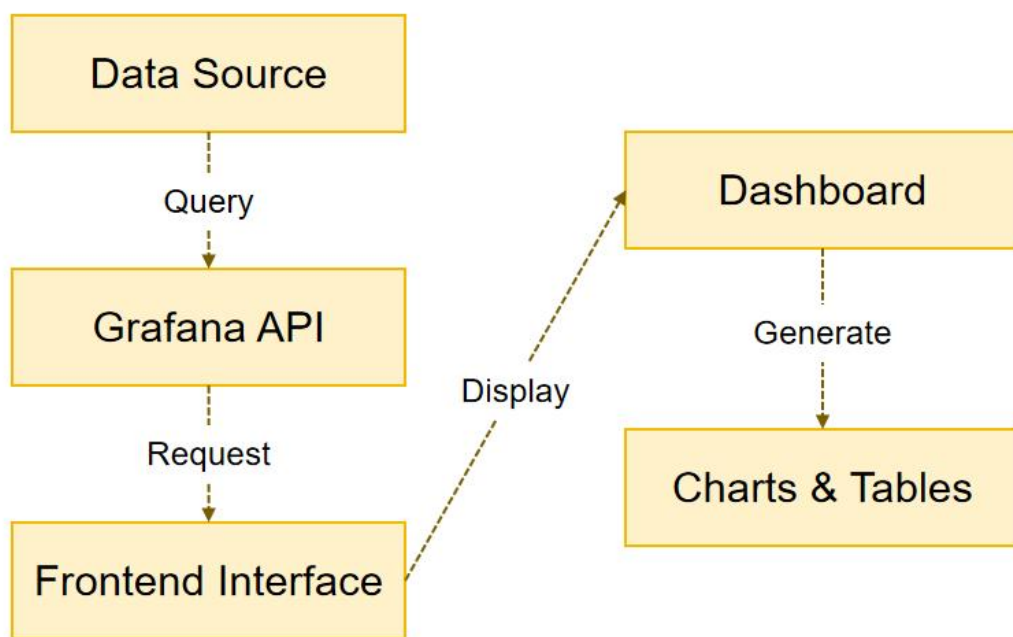 Data Source
Query
Grafana API
Request
Frontend Interface
Display
Dashboard
Generate
Charts & Tables